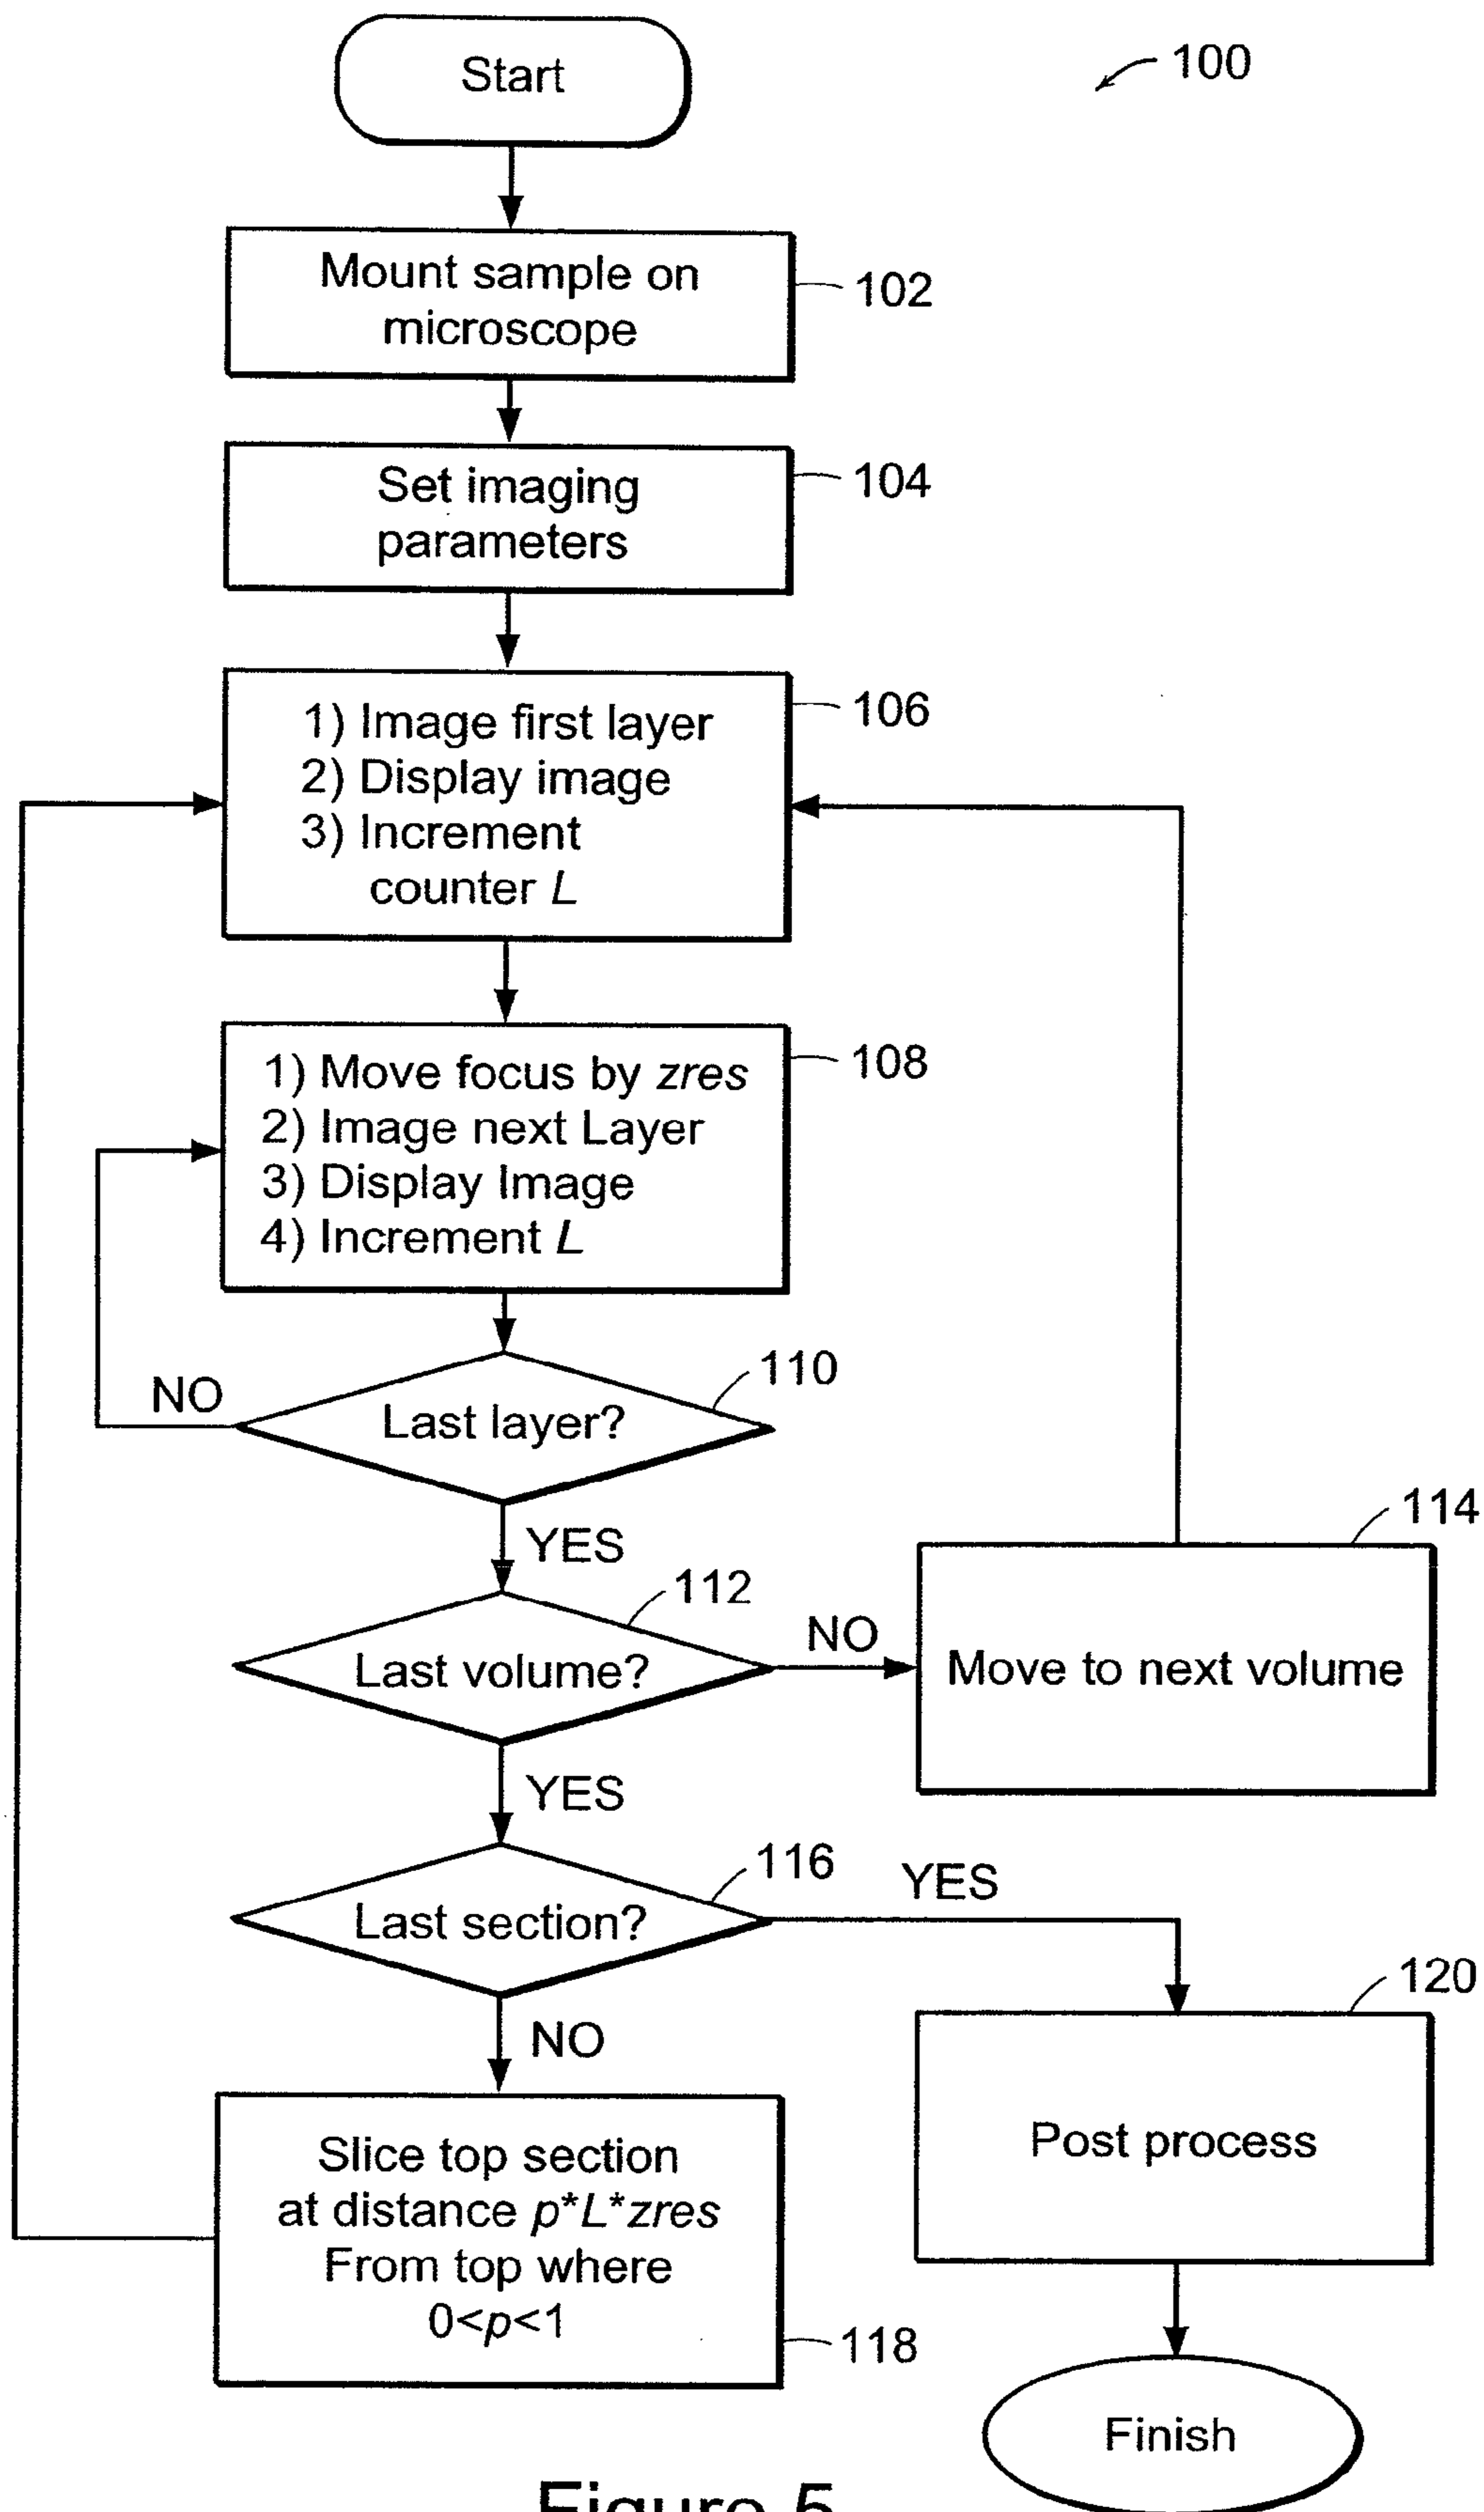 Start
100
Mount sample on
microscope
102
Set imaging
parameters
104
1) Image first layer
2) Display image
3) Increment
counter L
106
1) Move focus by zres
2) Image next Layer
3) Display Image
4) Increment L
108
Last layer?
110
NO
YES
Last volume?
112
NO
Move to next volume
114
YES
Last section?
116
YES
NO
Slice top section
at distance p*L*zres
From top where
0<p<1
118
Post process
120
Finish
Figure 5